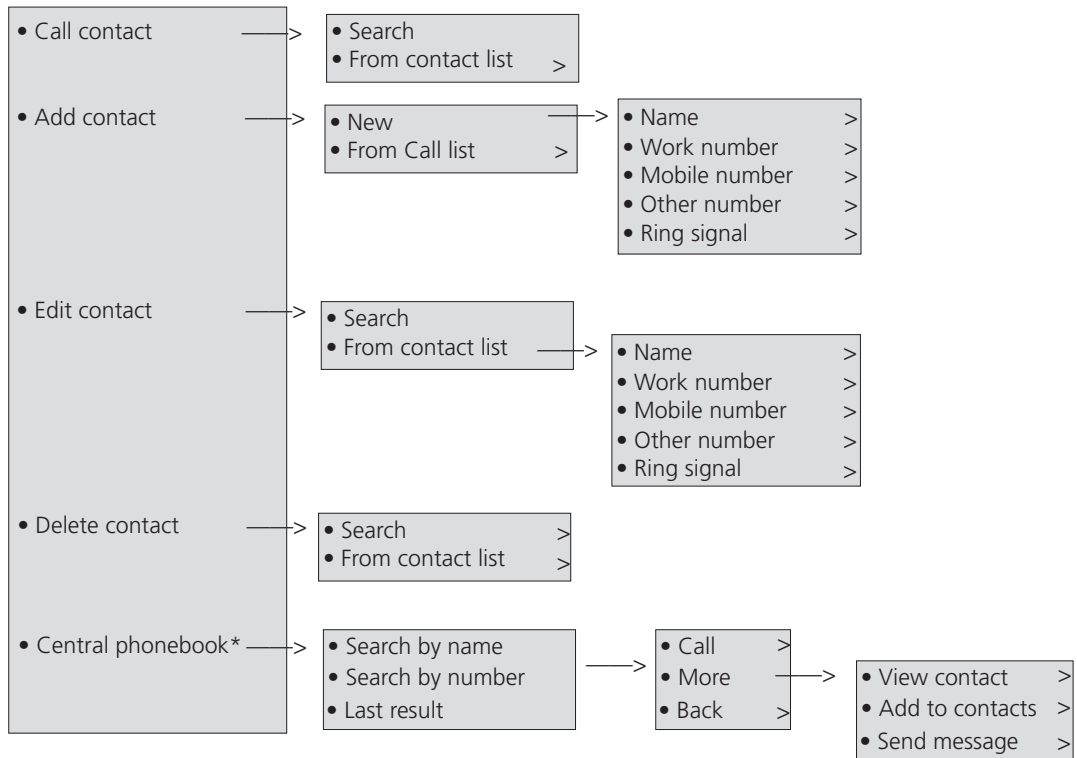 • Call contact ——>
• Search
• From contact list >
• Add contact ——>
• New ——>
• From Call list >
• Name >
• Work number >
• Mobile number >
• Other number >
• Ring signal >
• Edit contact ——>
• Search
• From contact list ——>
• Name >
• Work number >
• Mobile number >
• Other number >
• Ring signal >
• Delete contact ——>
• Search >
• From contact list >
• Central phonebook* ——>
• Search by name
• Search by number
• Last result
——>
• Call >
• More ——>
• Back >
• View contact >
• Add to contacts >
• Send message >